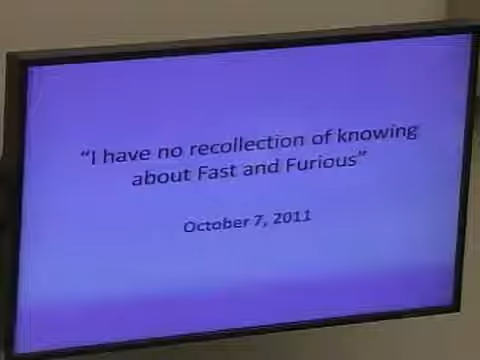 “I have no recollection of knowing
about Fast and Furious”
October 7, 2011